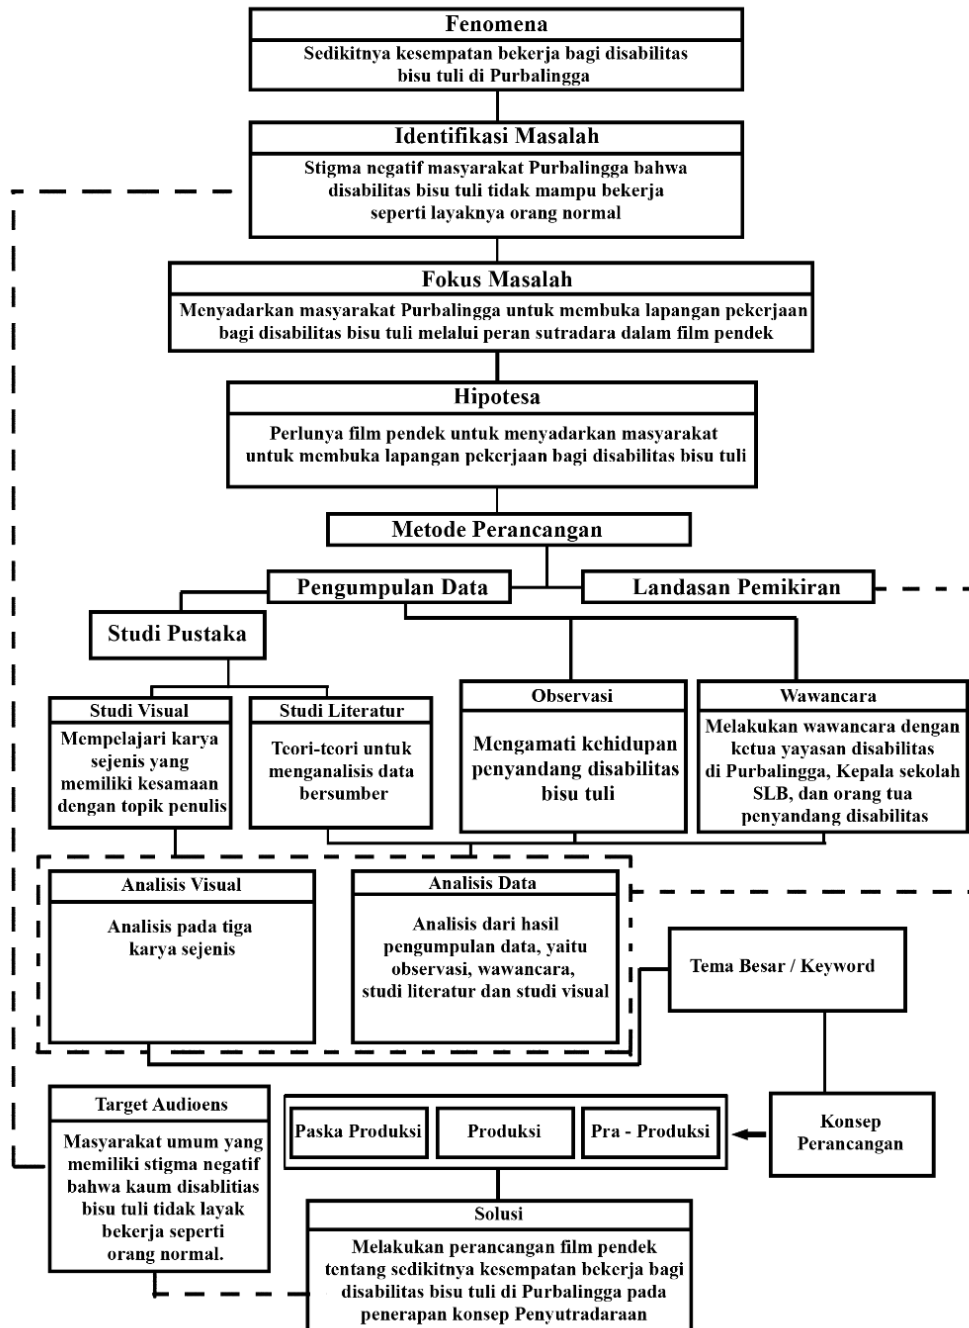 Fenomena
Sedikitnya kesempatan bekerja bagi disabilitas
bisu tuli di Purbalingga
Identifikasi Masalah
Stigma negatif masyarakat Purbalingga bahwa
disabilitas bisu tuli tidak mampu bekerja
seperti layaknya orang normal
Fokus Masalah
Menyadarkan masyarakat Purbalingga untuk membuka lapangan pekerjaan
bagi disabilitas bisu tuli melalui peran sutradara dalam film pendek
Hipotesa
Perlunya film pendek untuk menyadarkan masyarakat
untuk membuka lapangan pekerjaan bagi disabilitas bisu tuli
Metode Perancangan
Pengumpulan Data
Landasan Pemikiran
Studi Pustaka
Studi Visual
Mempelajari karya
sejenis yang
memiliki kesamaan
dengan topik penulis
Studi Literatur
Teori-teori untuk
menganalisis data
bersumber
Observasi
Mengamati kehidupan
penyandang disabilitas
bisu tuli
Wawancara
Melakukan wawancara dengan
ketua yayasan disabilitas
di Purbalingga, Kepala sekolah
SLB, dan orang tua
penyandang disabilitas
Analisis Visual
Analisis pada tiga
karya sejenis
Analisis Data
Analisis dari hasil
pengumpulan data, yaitu
observasi, wawancara,
studi literatur dan studi visual
Tema Besar / Keyword
Target Audioens
Masyarakat umum yang
memiliki stigma negatif
bahwa kaum disablitias
bisu tuli tidak layak
bekerja seperti
orang normal.
Paska Produksi
Produksi
Pra - Produksi
Konsep
Perancangan
Solusi
Melakukan perancangan film pendek
tentang sedikitnya kesempatan bekerja bagi
disabilitas bisu tuli di Purbalingga pada
penerapan konsep Penyutradaraan